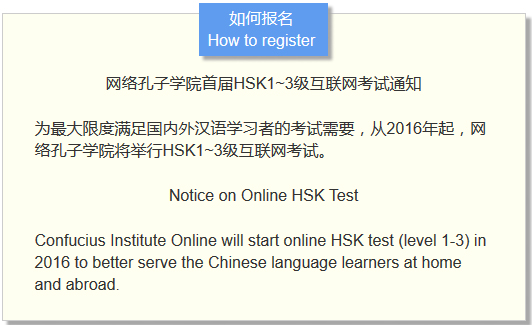 如何报名
How to register
网络孔子学院首届HSK1~3级互联网考试通知
为最大限度满足国内外汉语学习者的考试需要，从2016年起，网
络孔子学院将举行HSK1~3级互联网考试。
Notice on Online HSK Test
Confucius Institute Online will start online HSK test (level 1-3) in
2016 to better serve the Chinese language learners at home
and abroad.